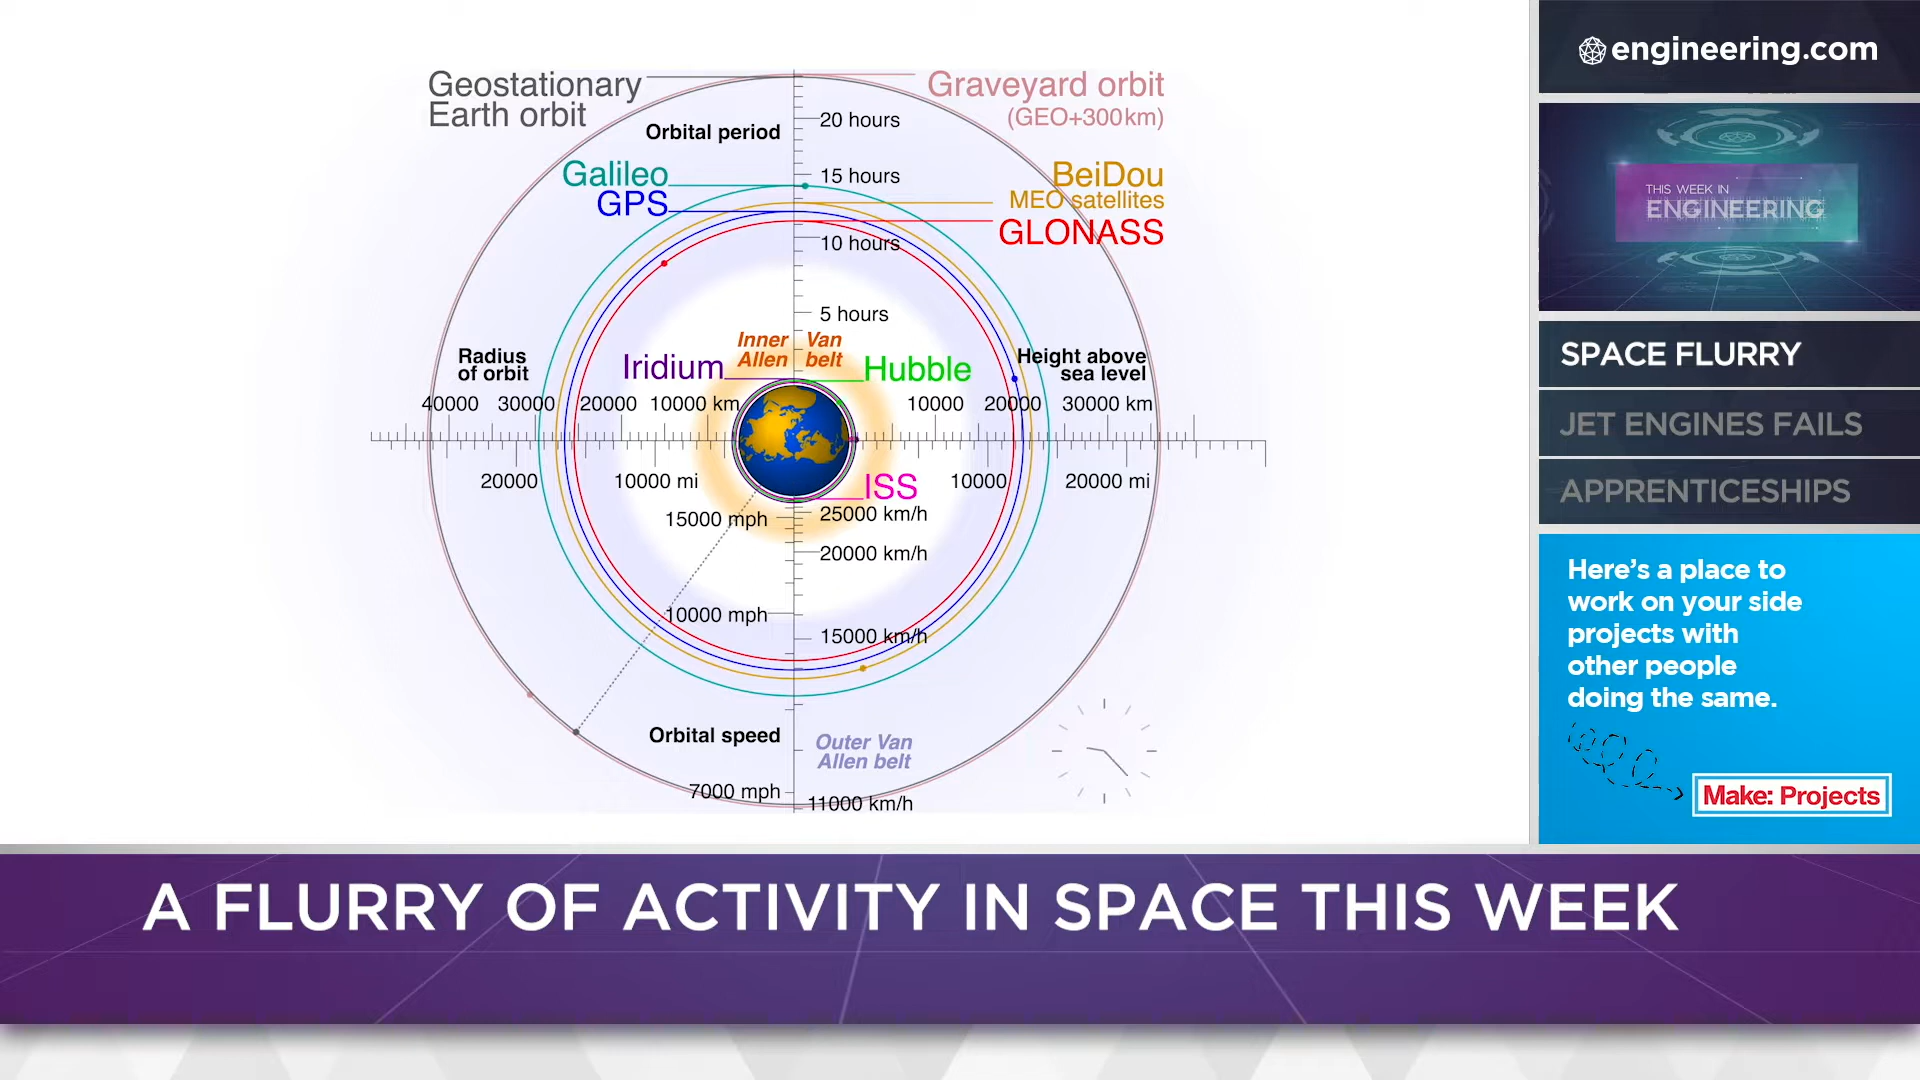 Geostationary
Earth orbit
Graveyard orbit
(GEO+300km)
Orbital period
20 hours
Galileo
GPS
15 hours
BeiDou
MEO satellites
GLONASS
10 hours
5 hours
Inner Van
Allen belt
Iridium
Hubble
Radius
of orbit
Height above
sea level
40000 30000 20000 10000 km
10000 20000 30000 km
20000 10000 mi
ISS
10000 20000 mi
15000 mph
25000 km/h
20000 km/h
10000 mph
15000 km/h
Orbital speed
Outer Van
Allen belt
7000 mph
11000 km/h
engineering.com
THIS WEEK IN
ENGINEERING
SPACE FLURRY
JET ENGINES FAILS
APPRENTICESHIPS
Here's a place to
work on your side
projects with
other people
doing the same.
Make: Projects
A FLURRY OF ACTIVITY IN SPACE THIS WEEK